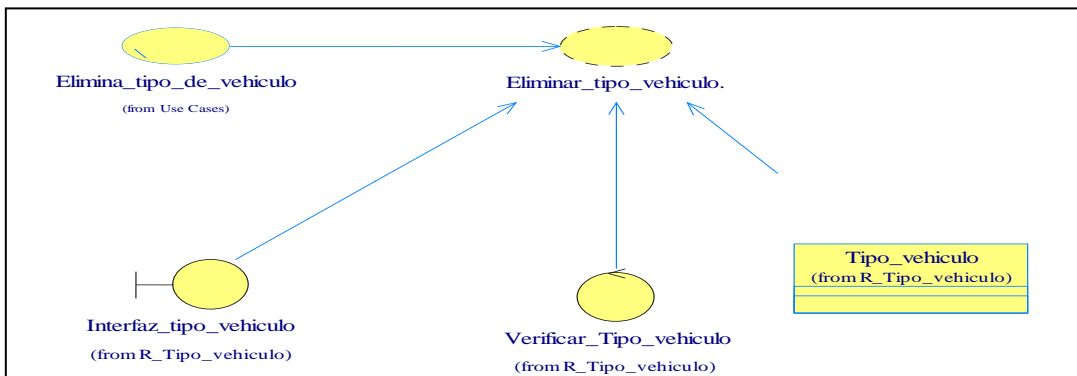 Elimina_tipo_de_vehiculo
(from Use Cases)
Eliminar_tipo_vehiculo.
Interfaz_tipo_vehiculo
(from R_Tipo_vehiculo)
Verificar_Tipo_vehiculo
(from R_Tipo_vehiculo)
Tipo_vehiculo
(from R_Tipo_vehiculo)